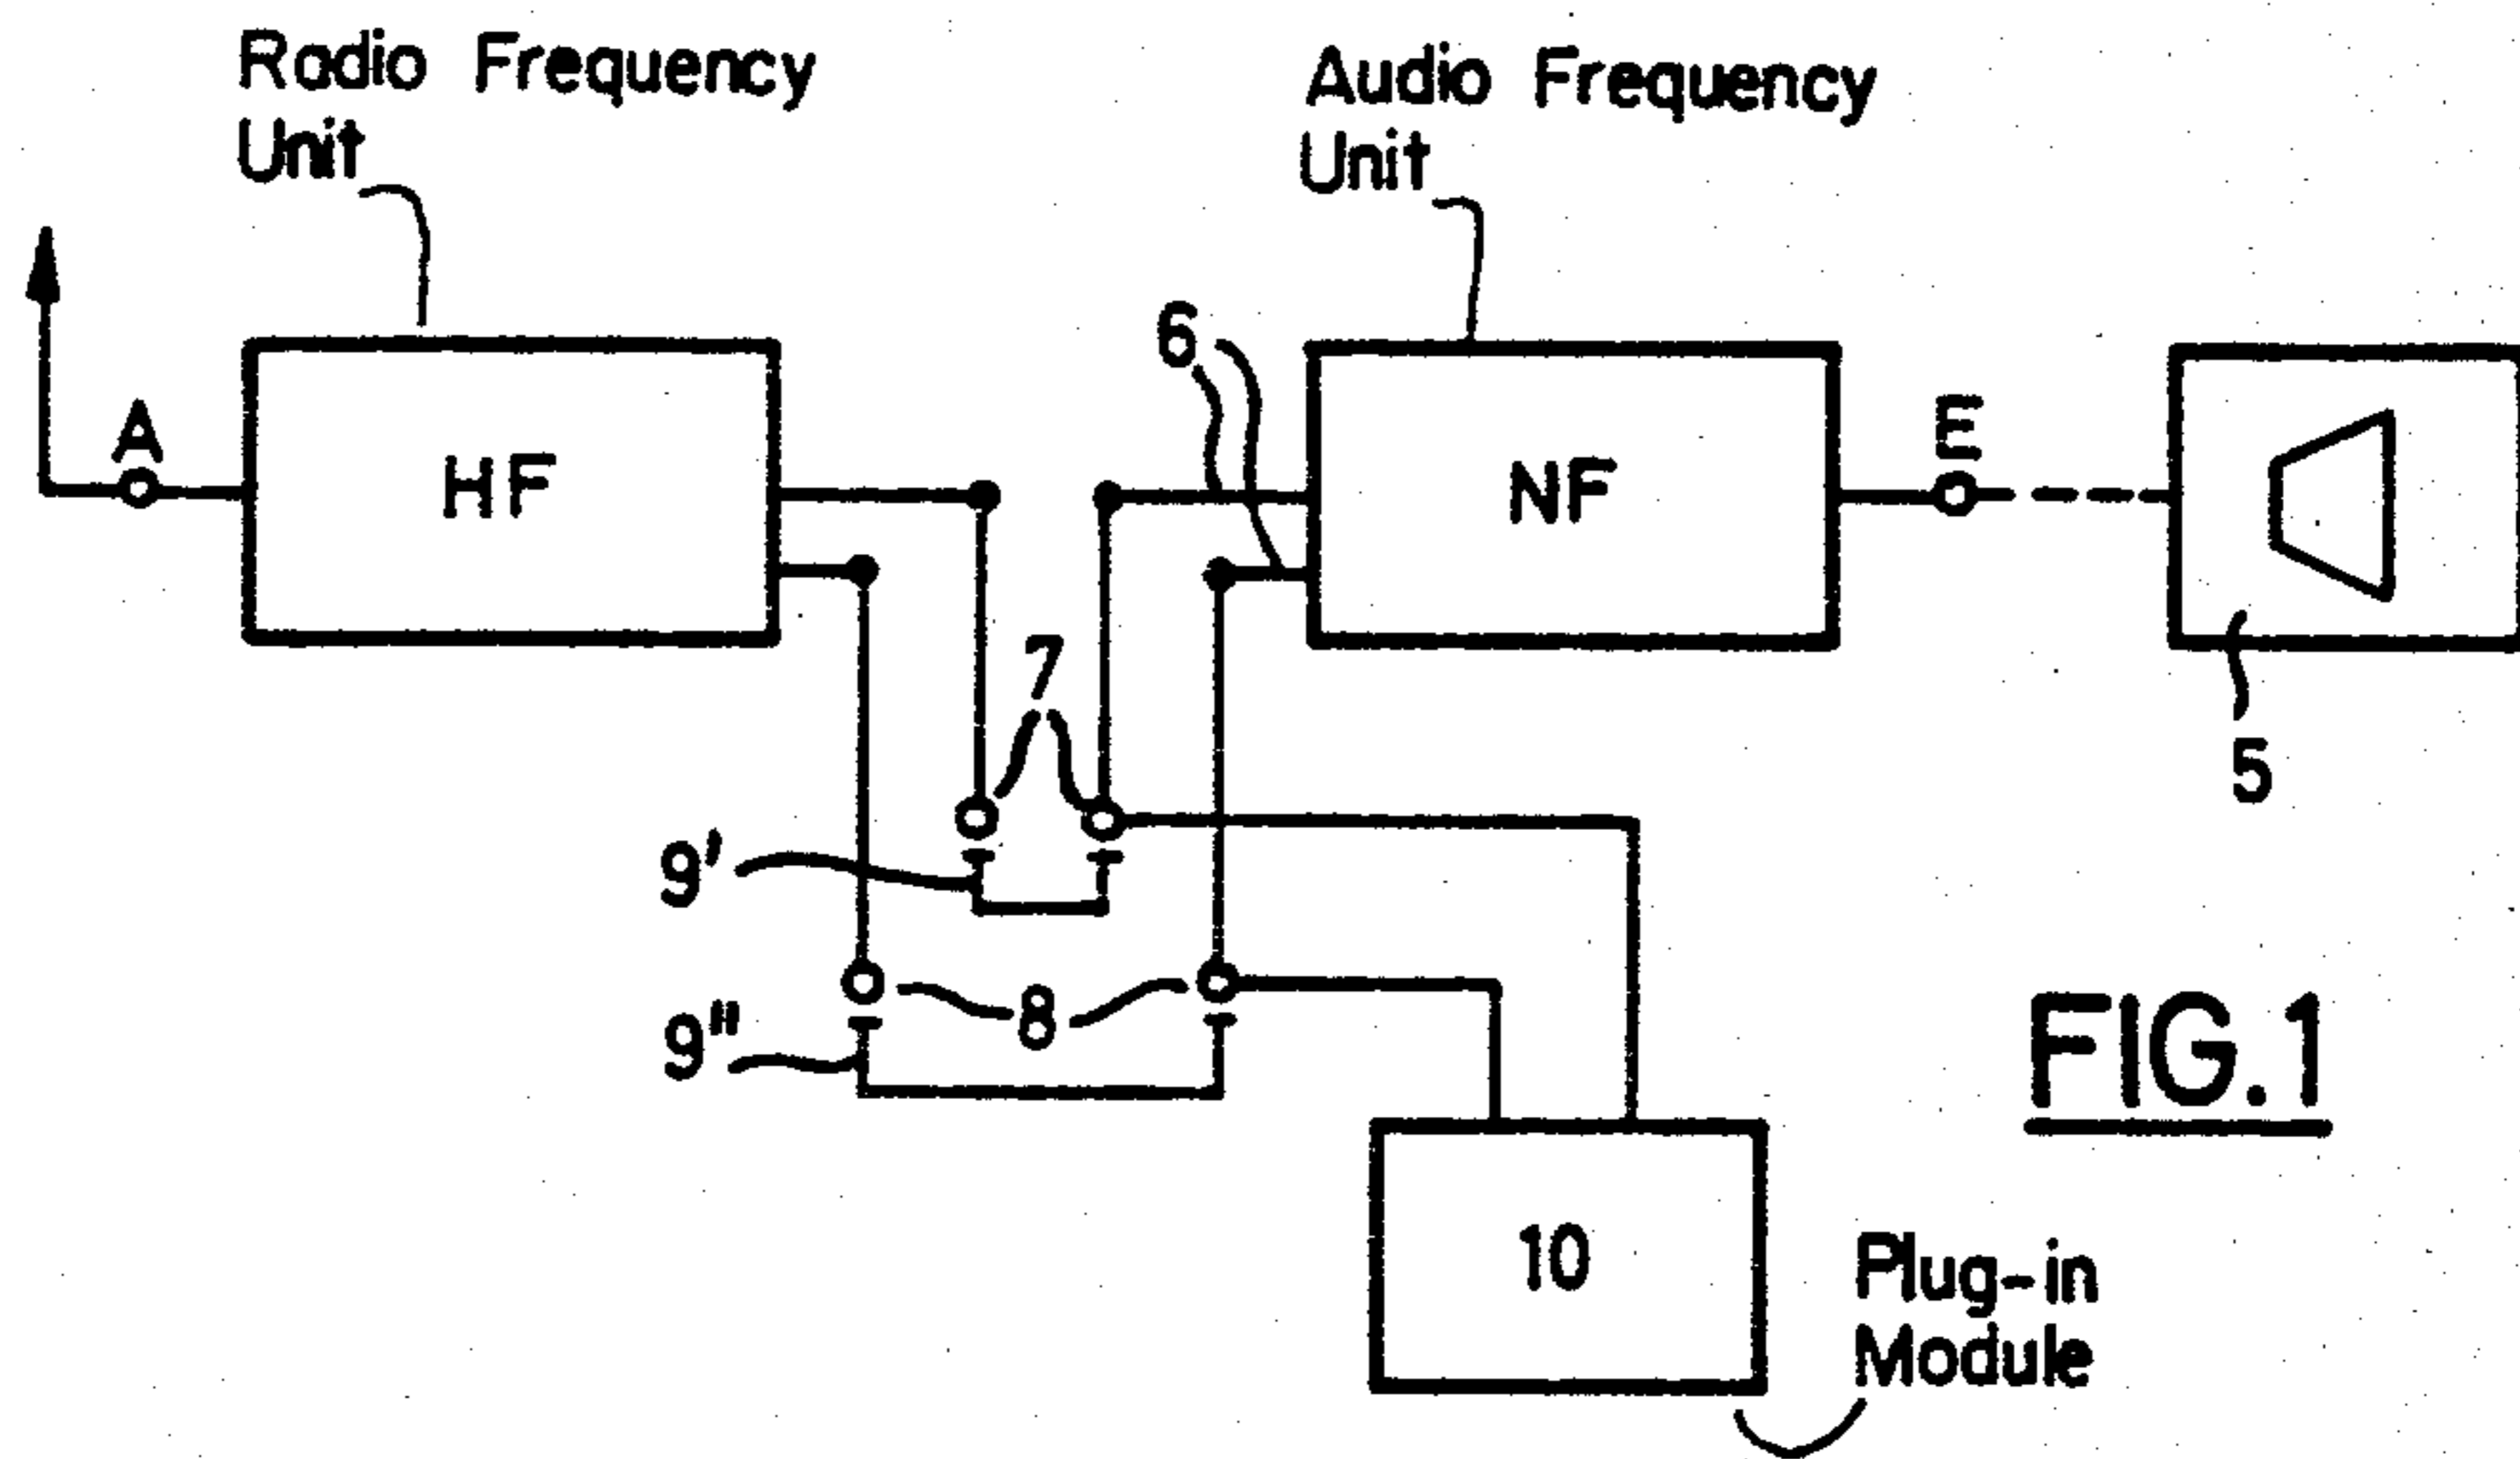 Radio Frequency
Unit
Audio Frequency
Unit
A
HF
6
NF
E
5
7
9'
8
9"
10
Plug-in
Module
FIG.1